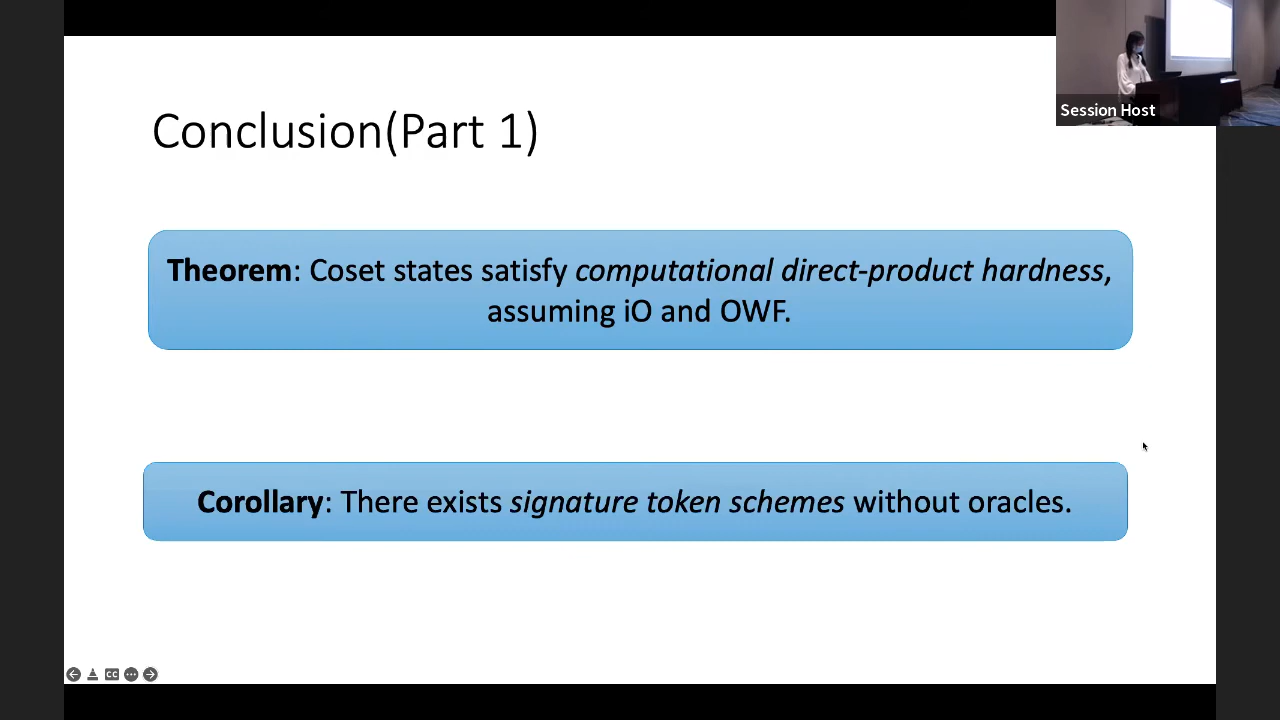 Session Host
Conclusion(Part 1)
Theorem: Coset states satisfy computational direct-product hardness,
assuming iO and OWF.
Corollary: There exists signature token schemes without oracles.
CC